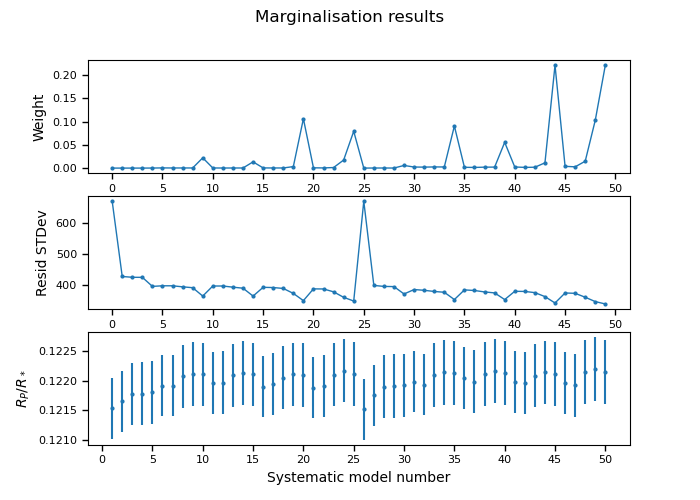 Marginalisation results
0.20
0.15
0.10
0.05
0.00
Weight
0 5 10 15 20 25 30 35 40 45 50
600
500
400
Resid STDev
0 5 10 15 20 25 30 35 40 45 50
0.1225
0.1220
0.1215
0.1210
R_P/R_*
0 5 10 15 20 25 30 35 40 45 50
Systematic model number